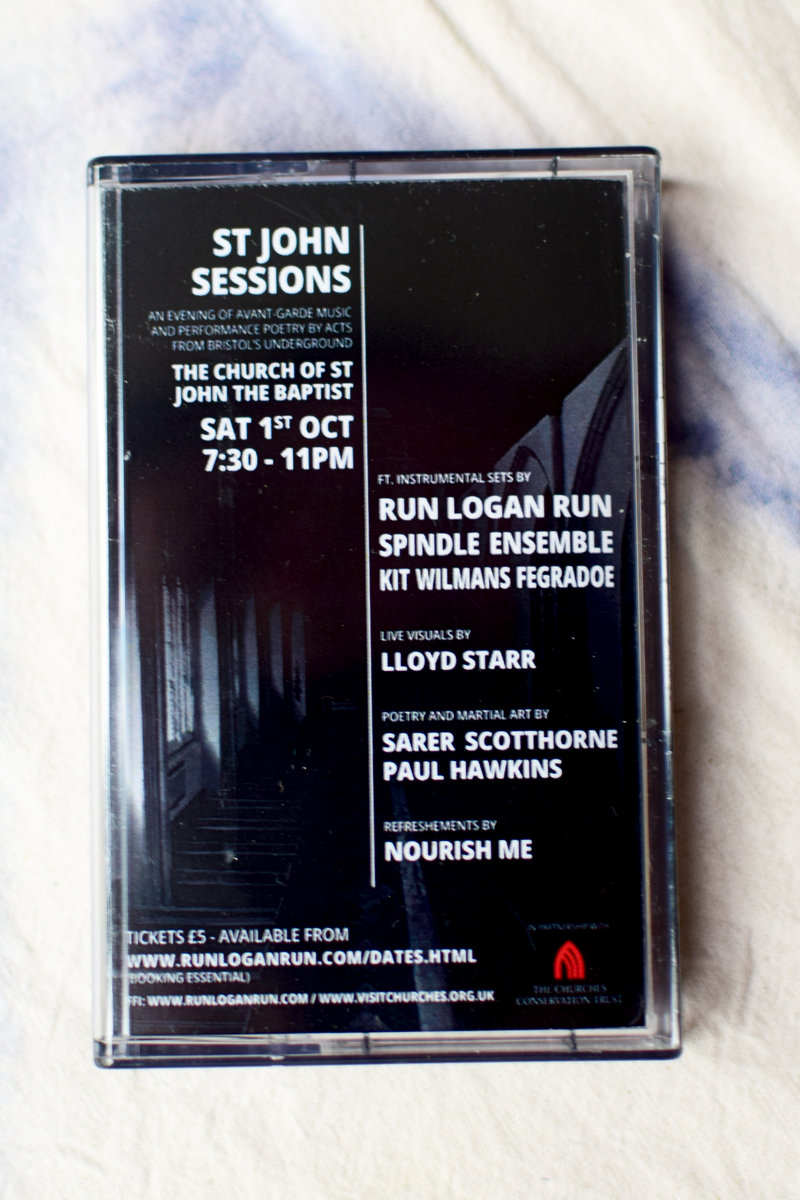 ST JOHN
SESSIONS
AN EVENING OF AVANT-GARDE MUSIC
AND PERFORMANCE POETRY BY ACTS
FROM BRISTOL'S UNDERGROUND
THE CHURCH OF ST
JOHN THE BAPTIST
SAT 1ST OCT
7:30 - 11PM
FT. INSTRUMENTAL SETS BY
RUN LOGAN RUN
SPINDLE ENSEMBLE
KIT WILMANS FEGRADOE
LIVE VISUALS BY
LLOYD STARR
POETRY AND MARTIAL ART BY
SARER SCOTTHORNE
PAUL HAWKINS
REFRESHEMENTS BY
NOURISH ME
TICKETS £5 - AVAILABLE FROM
WWW.RUNLOGANRUN.COM/DATES.HTML
(BOOKING ESSENTIAL)
FFI: WWW.RUNLOGANRUN.COM / WWW.VISITCHURCHES.ORG.UK
IN PARTNERSHIP WITH
THE CHURCHES
CONSERVATION TRUST